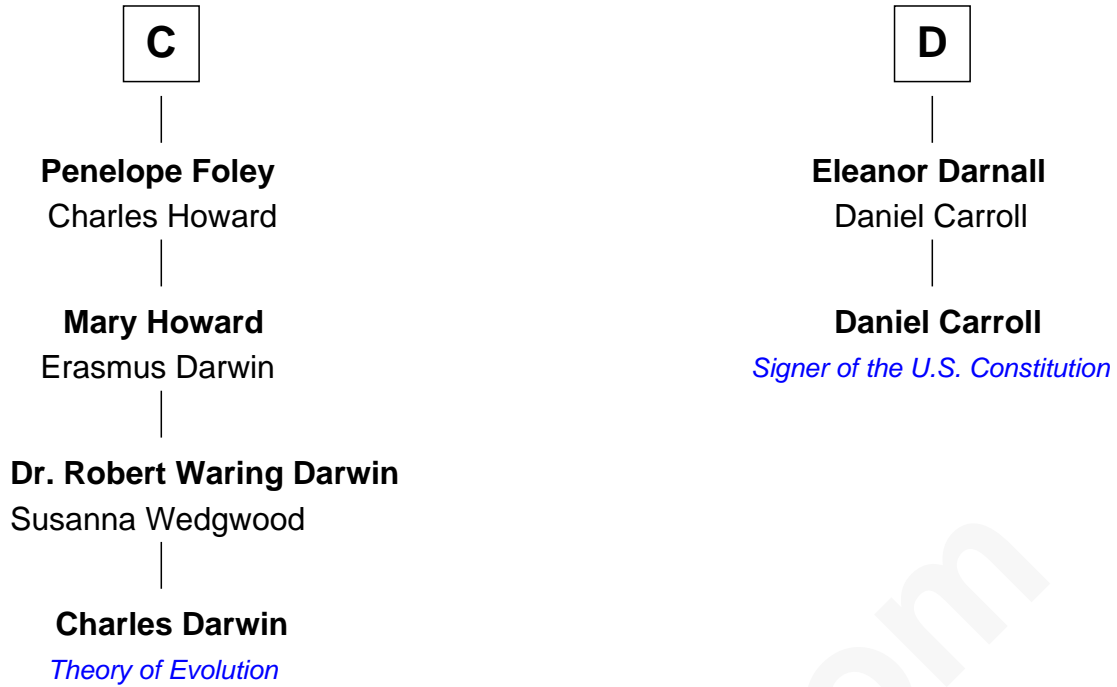 C
Penelope Foley
Charles Howard
Mary Howard
Erasmus Darwin
Dr. Robert Waring Darwin
Susanna Wedgwood
Charles Darwin
Theory of Evolution
D
Eleanor Darnall
Daniel Carroll
Daniel Carroll
Signer of the U.S. Constitution
om